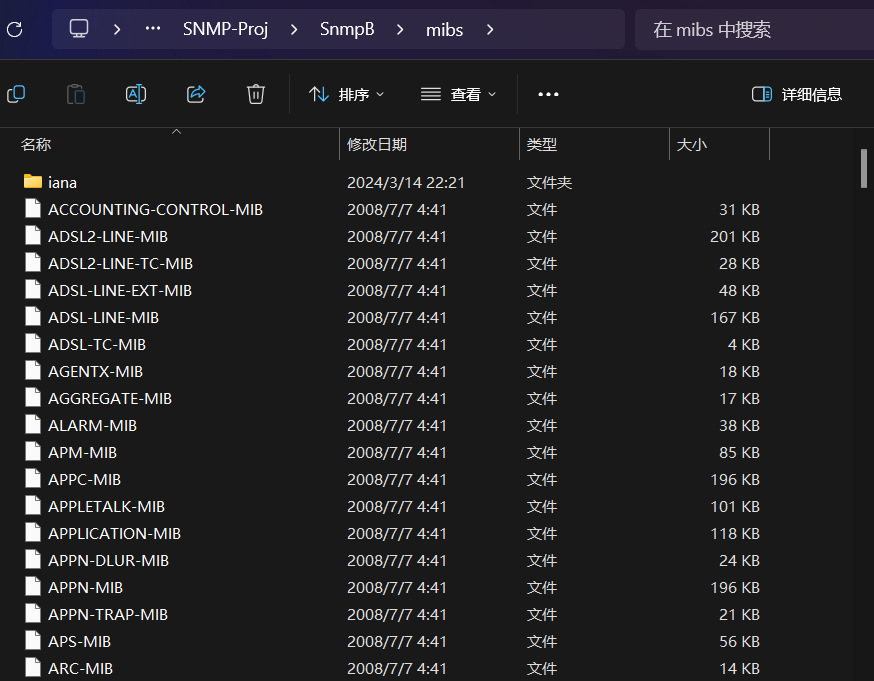 SNMP-Proj SnmpB mibs 在 mibs 中搜索
排序 查看 详细信息
名称 修改日期 类型 大小
iana 2024/3/14 22:21 文件夹
ACCOUNTING-CONTROL-MIB 2008/7/7 4:41 文件 31 KB
ADSL2-LINE-MIB 2008/7/7 4:41 文件 201 KB
ADSL2-LINE-TC-MIB 2008/7/7 4:41 文件 28 KB
ADSL-LINE-EXT-MIB 2008/7/7 4:41 文件 48 KB
ADSL-LINE-MIB 2008/7/7 4:41 文件 167 KB
ADSL-TC-MIB 2008/7/7 4:41 文件 4 KB
AGENTX-MIB 2008/7/7 4:41 文件 18 KB
AGGREGATE-MIB 2008/7/7 4:41 文件 17 KB
ALARM-MIB 2008/7/7 4:41 文件 38 KB
APM-MIB 2008/7/7 4:41 文件 85 KB
APPC-MIB 2008/7/7 4:41 文件 196 KB
APPLETALK-MIB 2008/7/7 4:41 文件 101 KB
APPLICATION-MIB 2008/7/7 4:41 文件 118 KB
APPN-DLUR-MIB 2008/7/7 4:41 文件 24 KB
APPN-MIB 2008/7/7 4:41 文件 196 KB
APPN-TRAP-MIB 2008/7/7 4:41 文件 21 KB
APS-MIB 2008/7/7 4:41 文件 56 KB
ARC-MIB 2008/7/7 4:41 文件 14 KB